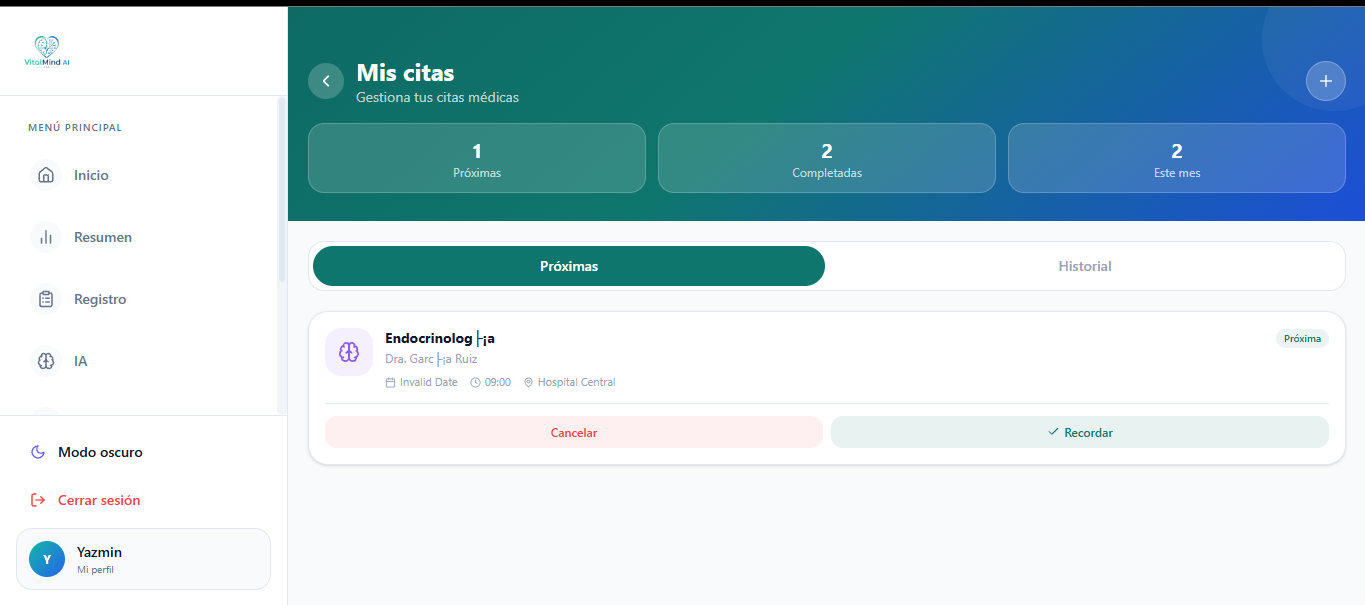 VitalMind AI
MENÚ PRINCIPAL
Inicio
Resumen
Registro
IA
Modo oscuro
Cerrar sesión
Y
Yazmin
Mi perfil
Mis citas
Gestiona tus citas médicas
1
Próximas
2
Completadas
2
Este mes
Próximas
Historial
Endocrinolog├¡a
Próxima
Dra. Garc├¡a Ruiz
Invalid Date 09:00 Hospital Central
Cancelar
Recordar